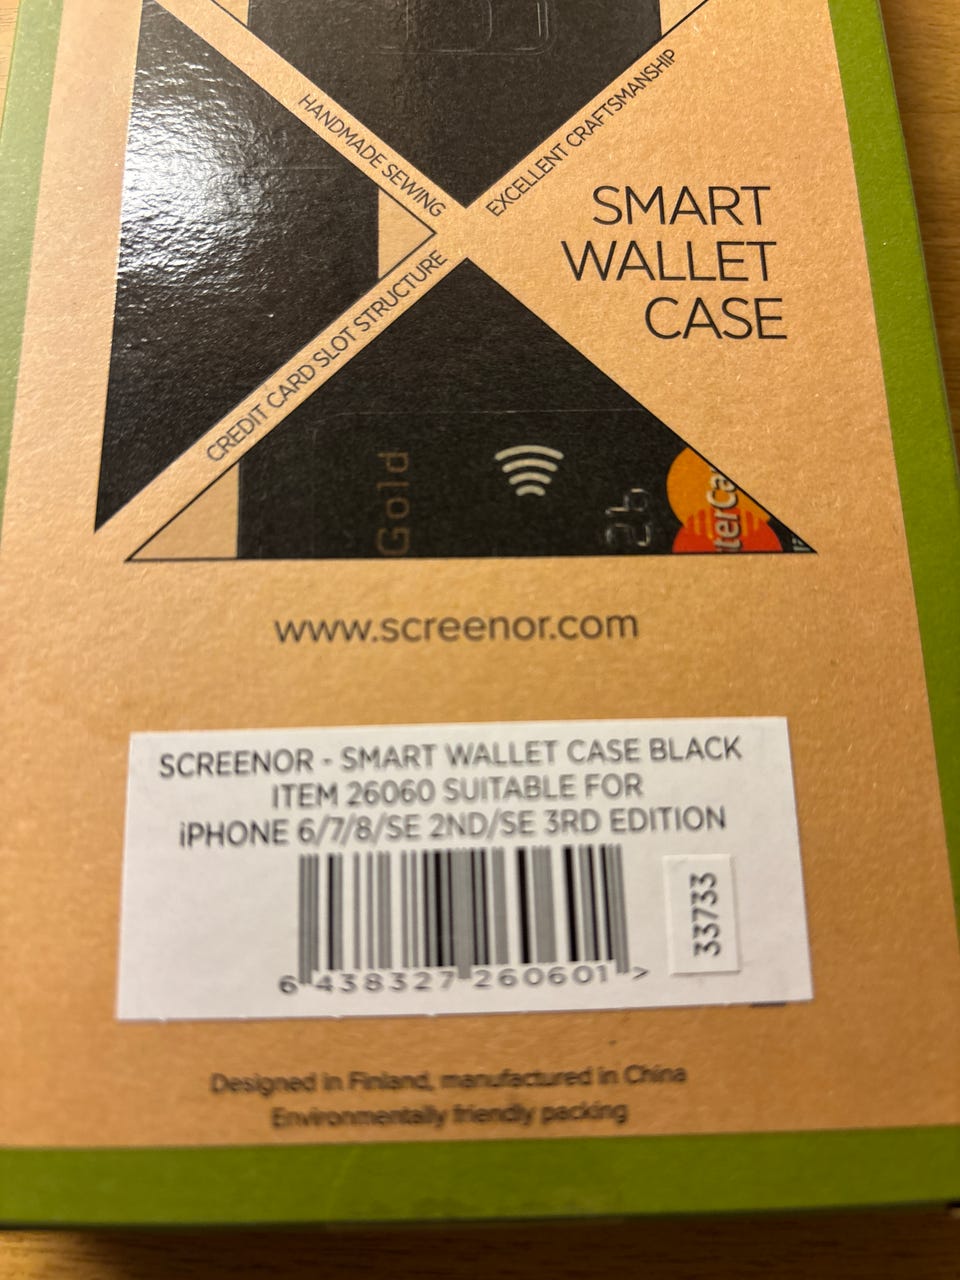 HANDMADE SEWING
EXCELLENT CRAFTSMANSHIP
SMART
WALLET
CASE
CREDIT CARD SLOT STRUCTURE
Gold
terCa
www.screenor.com
SCREENOR - SMART WALLET CASE BLACK
ITEM 26060 SUITABLE FOR
iPHONE 6/7/8/SE 2ND/SE 3RD EDITION
33733
6 438327 260601 >
Designed in Finland, manufactured in China
Environmentally friendly packing